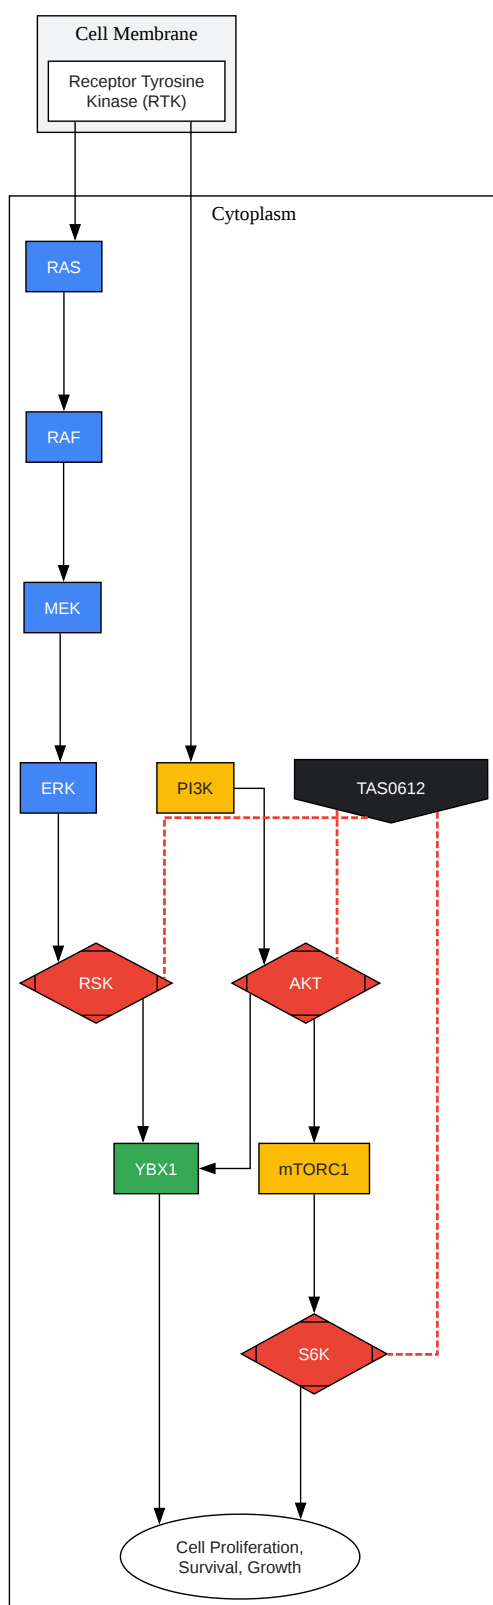 Cell Membrane
Receptor Tyrosine
Kinase (RTK)
Cytoplasm
RAS
RAF
MEK
ERK
PI3K
TAS0612
RSK
AKT
YBX1
mTORC1
S6K
Cell Proliferation,
Survival, Growth